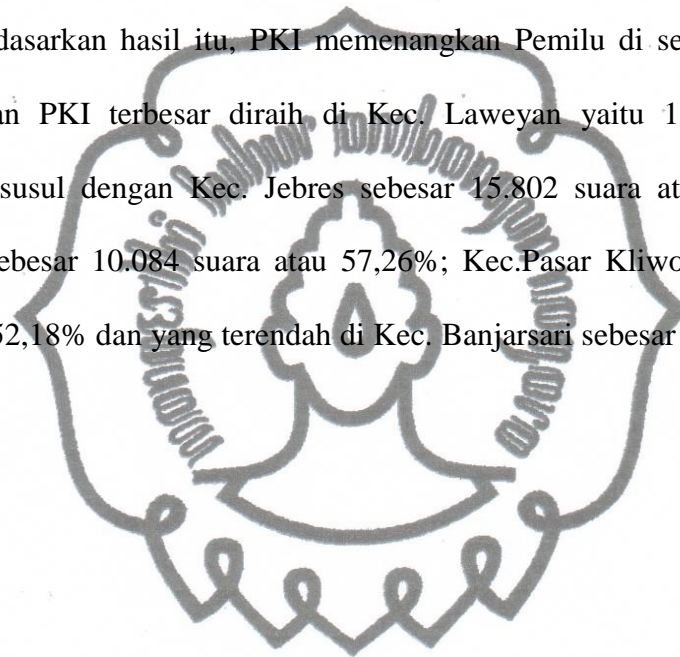 dasarkan hasil itu, PKI memenangkan Pemilu di se
an PKI terbesar diraih di Kec. Laweyan yaitu 1
susul dengan Kec. Jebres sebesar 15.802 suara at
ebesar 10.084 suara atau 57,26%; Kec.Pasar Kliwo
52,18% dan yang terendah di Kec. Banjarsari sebesar